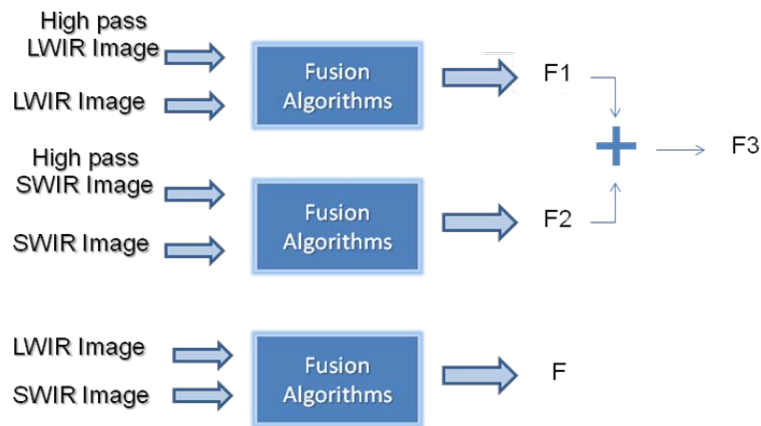 High pass
LWIR Image
LWIR Image
Fusion
Algorithms
F1
High pass
SWIR Image
SWIR Image
Fusion
Algorithms
F2
F3
LWIR Image
SWIR Image
Fusion
Algorithms
F